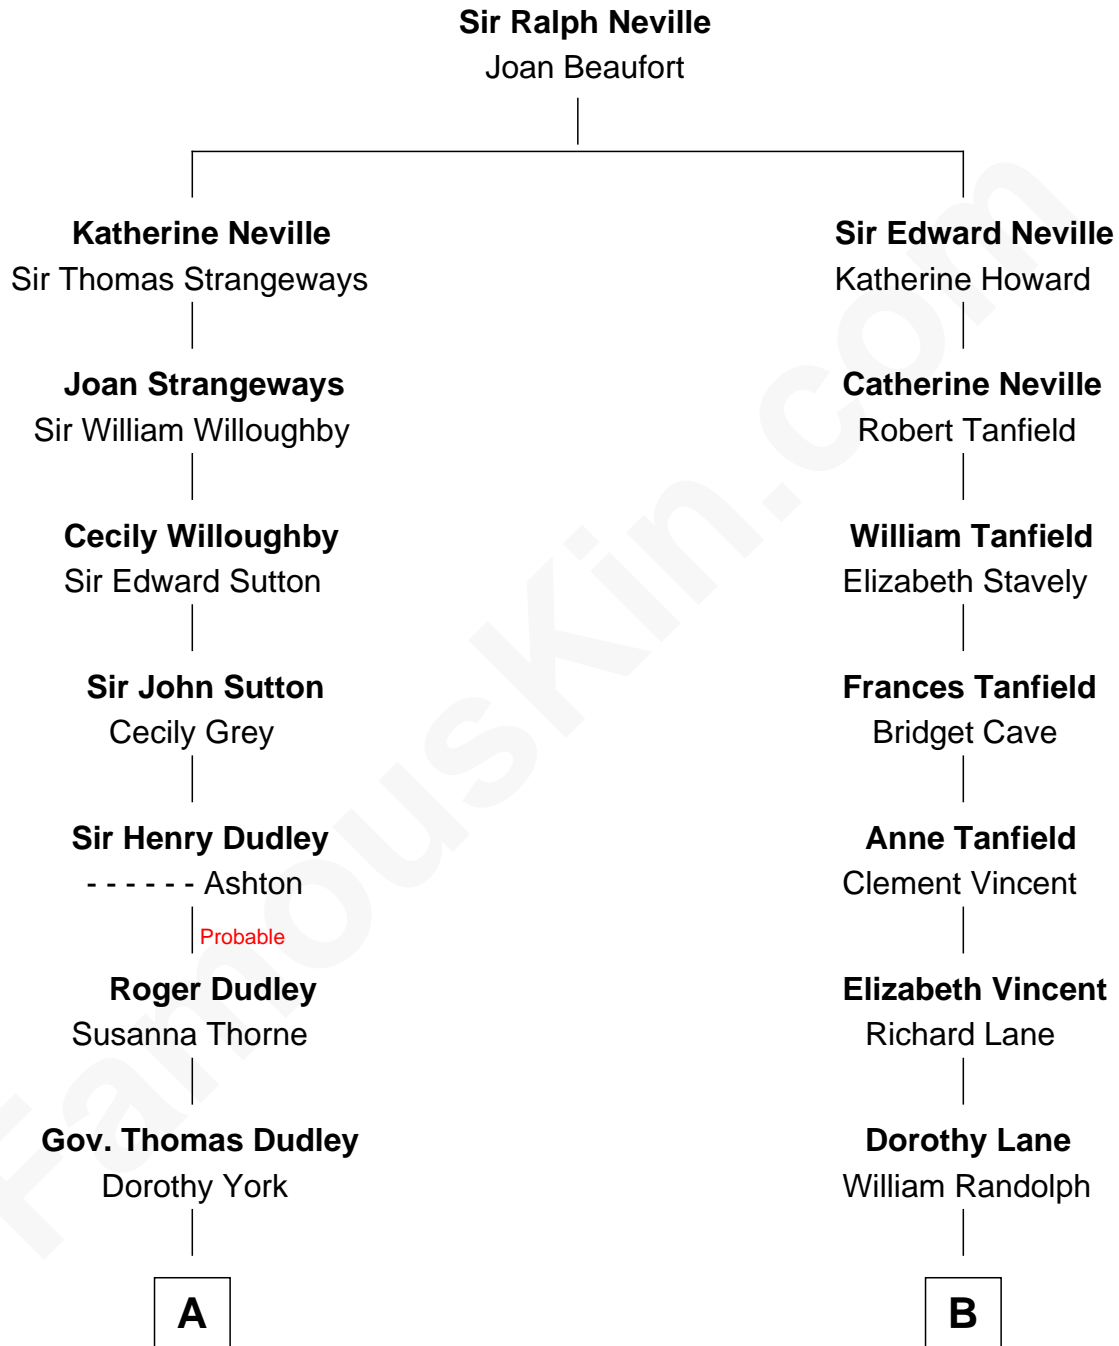 Sir Ralph Neville
Joan Beaufort
Katherine Neville
Sir Thomas Strangeways
Sir Edward Neville
Katherine Howard
Joan Strangeways
Sir William Willoughby
Catherine Neville
Robert Tanfield
Cecily Willoughby
Sir Edward Sutton
William Tanfield
Elizabeth Stavely
Sir John Sutton
Cecily Grey
Frances Tanfield
Bridget Cave
Sir Henry Dudley
- - - - - - Ashton
Anne Tanfield
Clement Vincent
Probable
Roger Dudley
Susanna Thorne
Elizabeth Vincent
Richard Lane
Gov. Thomas Dudley
Dorothy York
Dorothy Lane
William Randolph
A
B
FamousKin.com